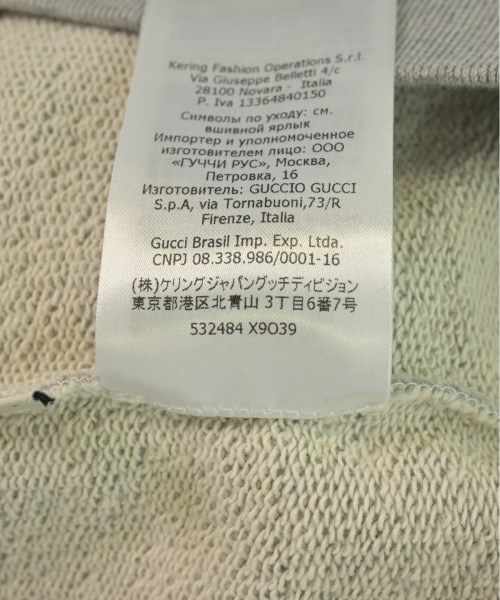 Kering Fashion Operations S.r.l.
Via Giuseppe Belletti 4/c
28100 Novara - Italia
P. Iva 13364840150
Символы по уходу: см.
вшивной ярлык
Импортер и уполномоченное
изготовителем лицо: ООО
«ГУЧЧИ РУС», Москва,
Петровка, 16
Изготовитель: GUCCIO GUCCI
S.p.A, via Tornabuoni,73/R
Firenze, Italia
Gucci Brasil Imp. Exp. Ltda.
CNPJ 08.338.986/0001-16
(株)ケリングジャパングッチディビジョン
東京都港区北青山 3丁目6番7号
532484 X9O39